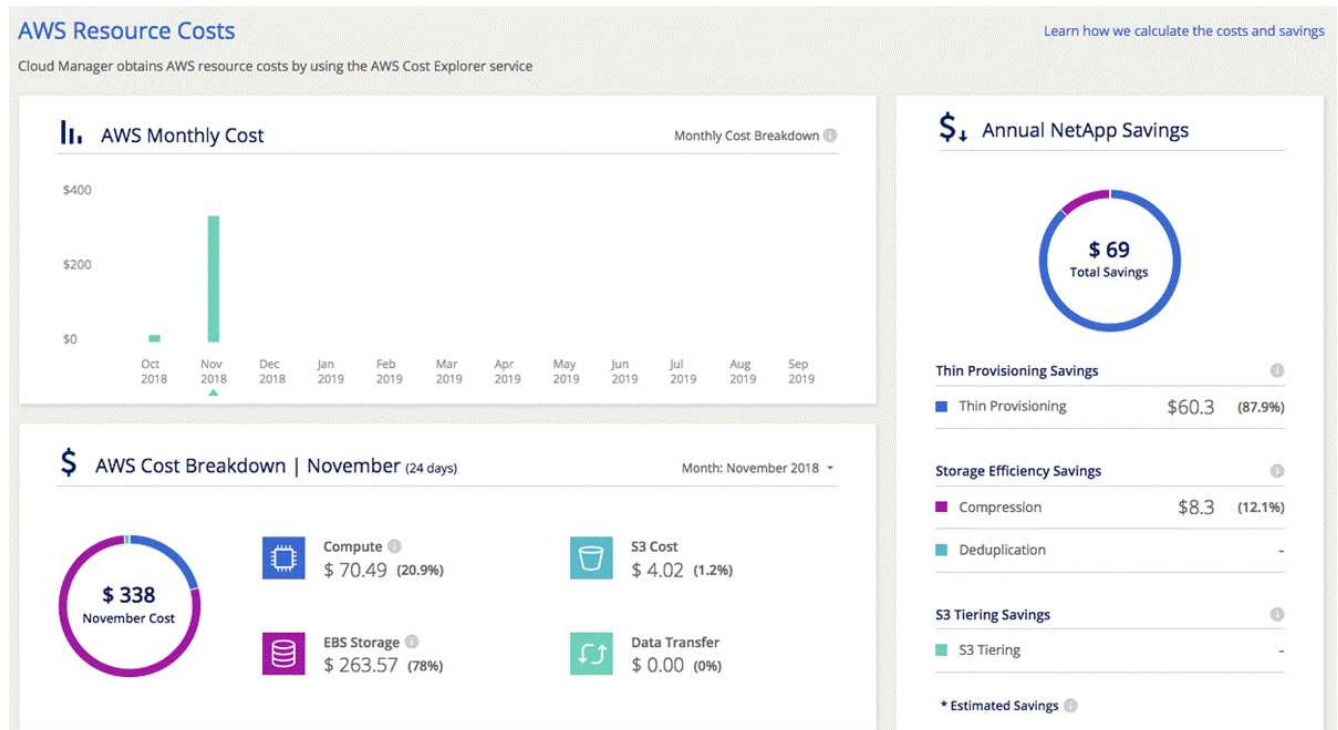 AWS Resource Costs
Learn how we calculate the costs and savings
Cloud Manager obtains AWS resource costs by using the AWS Cost Explorer service
AWS Monthly Cost
Monthly Cost Breakdown
$400
$200
$0
Oct Nov Dec Jan Feb Mar Apr May Jun Jul Aug Sep
2018 2018 2018 2019 2019 2019 2019 2019 2019 2019 2019 2019
AWS Cost Breakdown | November (24 days)
Month: November 2018
$ 338
November Cost
Compute
$ 70.49 (20.9%)
S3 Cost
$ 4.02 (1.2%)
EBS Storage
$ 263.57 (78%)
Data Transfer
$ 0.00 (0%)
Annual NetApp Savings
$ 69
Total Savings
Thin Provisioning Savings
Thin Provisioning $60.3 (87.9%)
Storage Efficiency Savings
Compression $8.3 (12.1%)
Deduplication -
S3 Tiering Savings
S3 Tiering -
* Estimated Savings